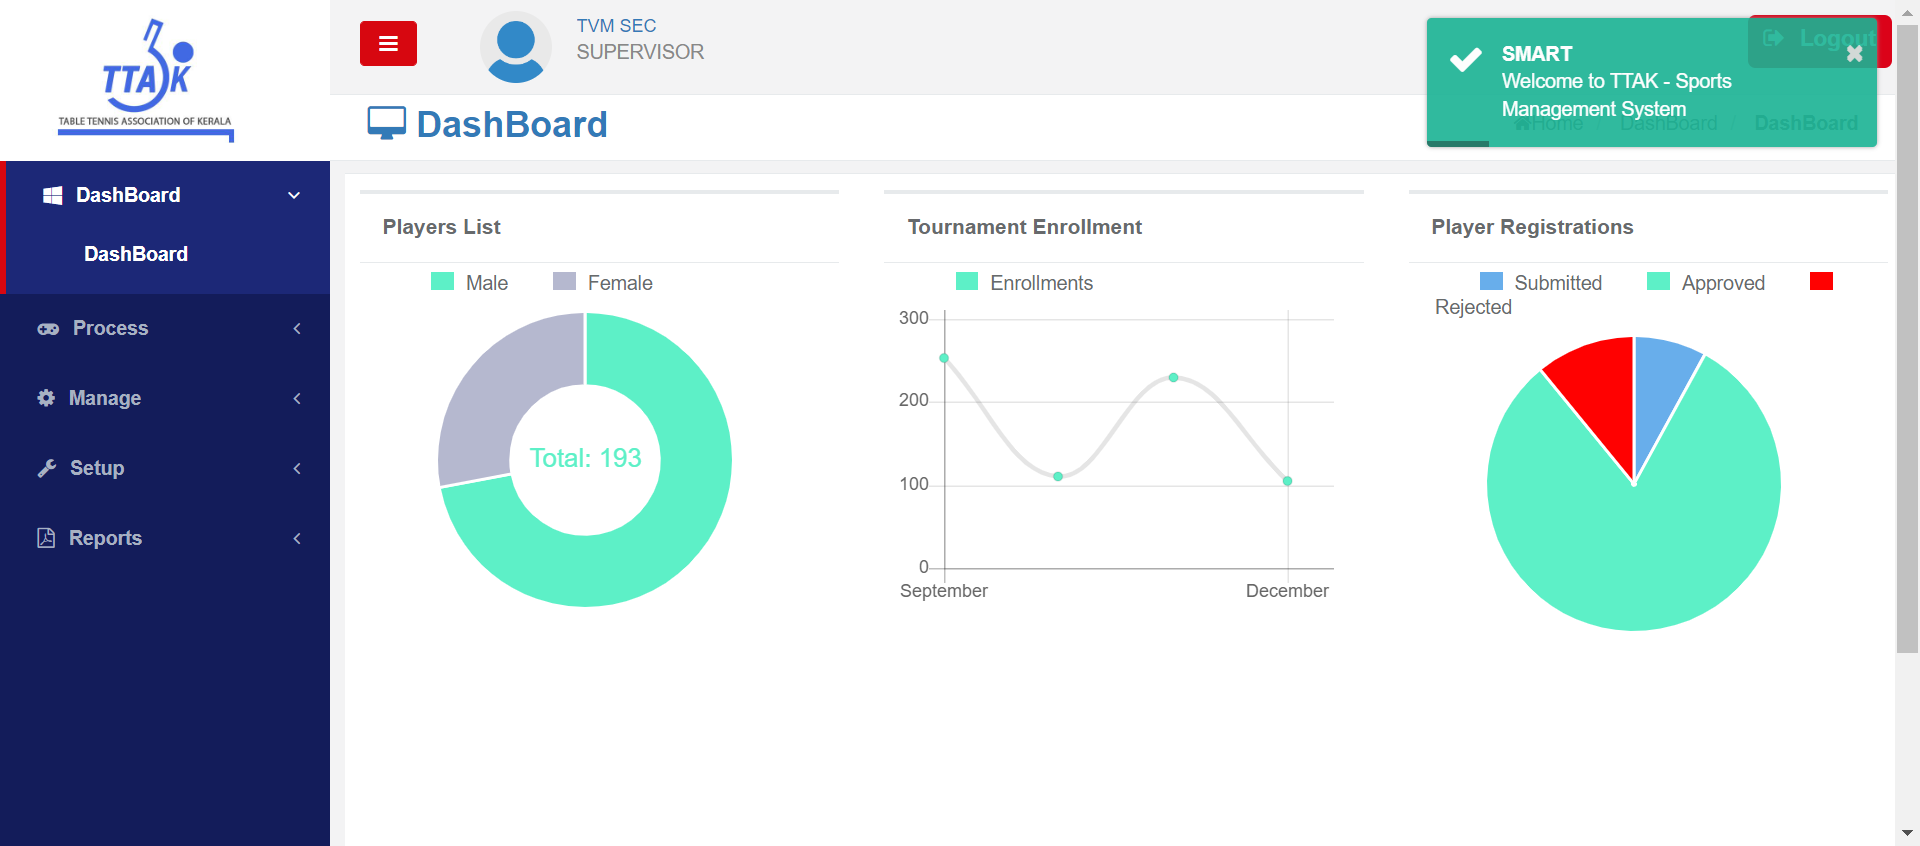 TTAK
TABLE TENNIS ASSOCIATION OF KERALA
TVM SEC
SUPERVISOR
Logout
SMART
Welcome to TTAK - Sports
Management System
DashBoard
Home / DashBoard / DashBoard
DashBoard
DashBoard
Process
Manage
Setup
Reports
Players List
Male Female
Total: 193
Tournament Enrollment
Enrollments
300
200
100
0
September December
Player Registrations
Submitted Approved
Rejected